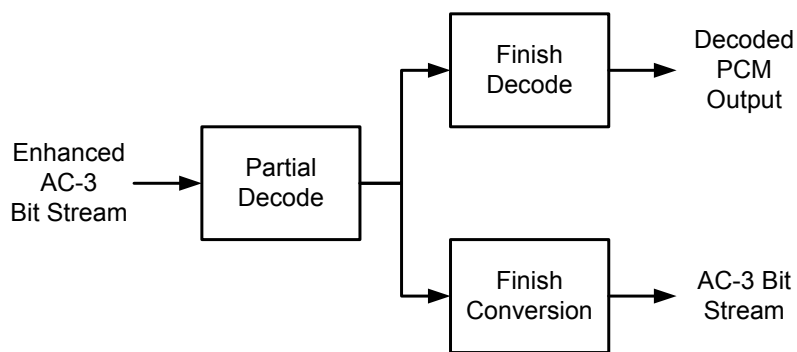 Enhanced
AC-3
Bit Stream
Partial
Decode
Finish
Decode
Decoded
PCM
Output
Finish
Conversion
AC-3 Bit
Stream